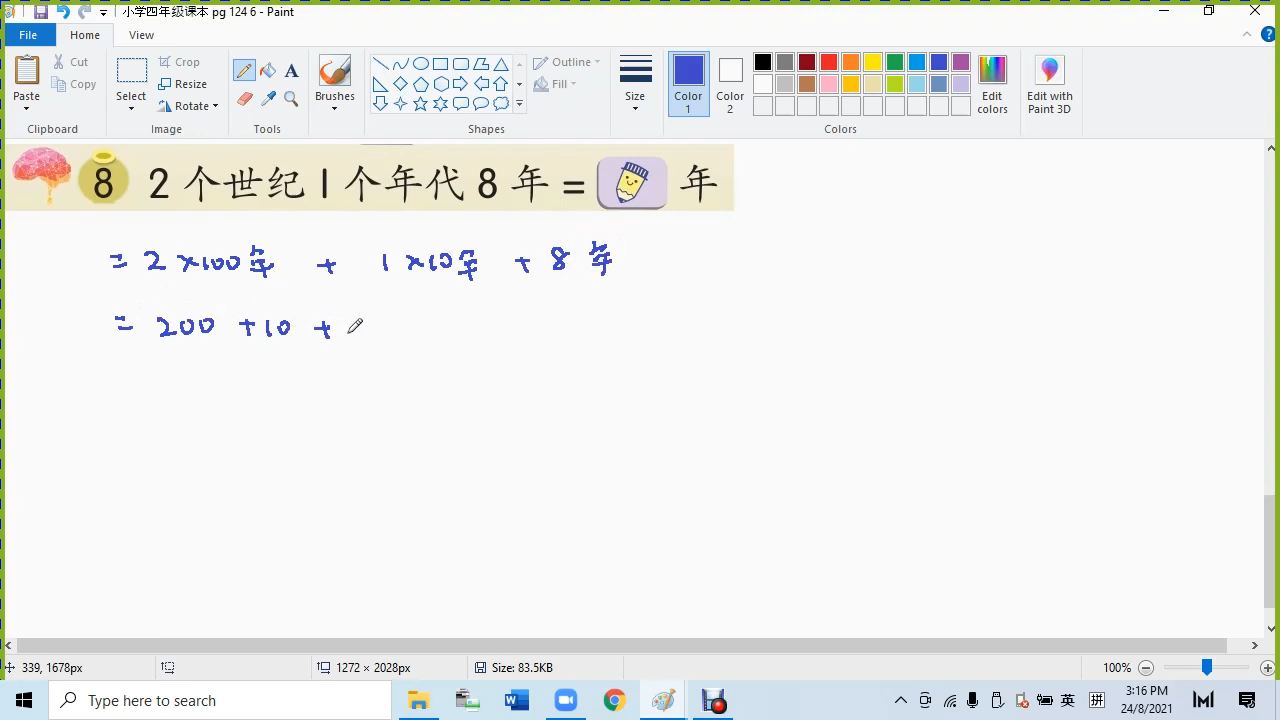 小学四年级课本 pg 124 6 - Paint
File Home View
Paste Cut Copy Clipboard
Select Crop Resize Rotate Image
Tools
Brushes
Shapes Outline Fill
Size
Color 1 Color 2 Edit colors Colors
Edit with Paint 3D
8 2 个世纪 1 个年代 8 年 = 年
= 2 × 100 年 + 1 × 10 年 + 8 年
= 200 + 10 +
339, 1678px 1272 × 2028px Size: 83.5KB 100%
Type here to search
英 拼 3:16 PM
24/8/2021